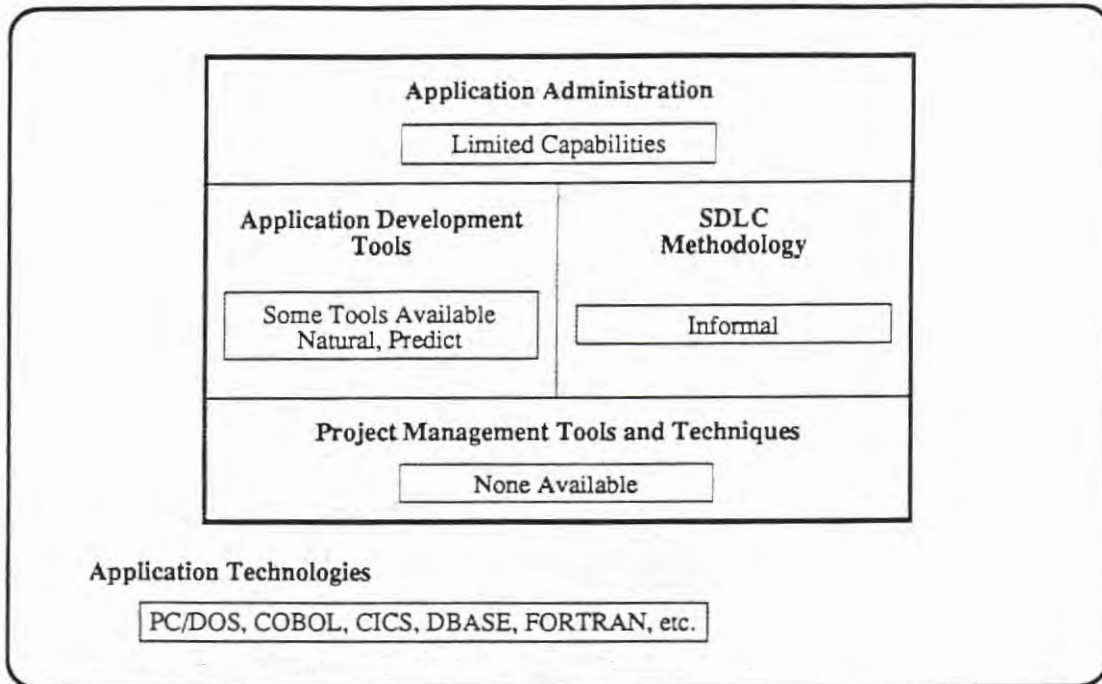 Application Administration
Limited Capabilities
Application Development
Tools
Some Tools Available
Natural, Predict
SDLC
Methodology
Informal
Project Management Tools and Techniques
None Available
Application Technologies
PC/DOS, COBOL, CICS, DBASE, FORTRAN, etc.